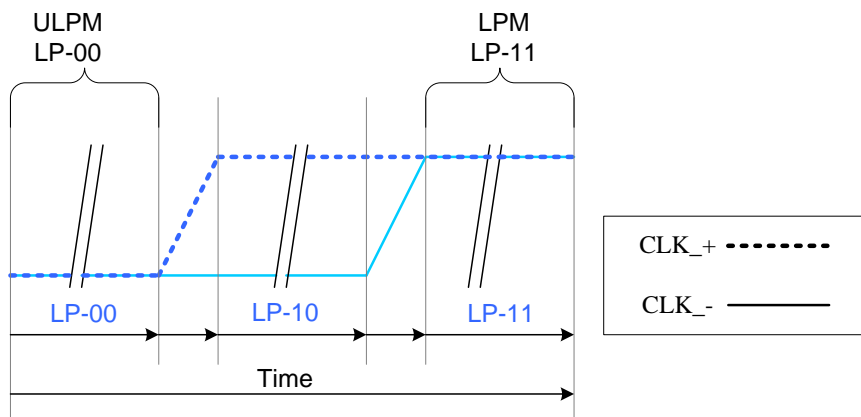 ULPM
LP-00
LPM
LP-11
LP-00
LP-10
LP-11
Time
CLK_+
CLK_-